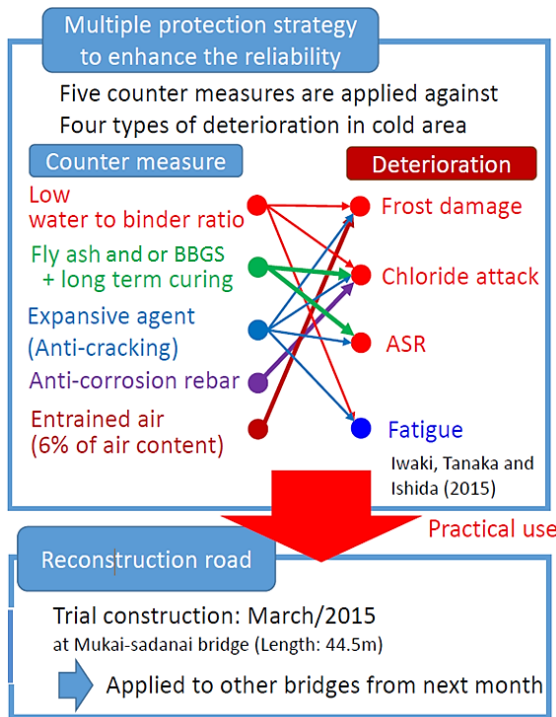 Multiple protection strategy
to enhance the reliability
Five counter measures are applied against
Four types of deterioration in cold area
Counter measure
Deterioration
Low
water to binder ratio
Fly ash and or BBGS
+ long term curing
Expansive agent
(Anti-cracking)
Anti-corrosion rebar
Entrained air
(6% of air content)
Frost damage
Chloride attack
ASR
Fatigue
Iwaki, Tanaka and
Ishida (2015)
Practical use
Reconstruction road
Trial construction: March/2015
at Mukai-sadanai bridge (Length: 44.5m)
Applied to other bridges from next month